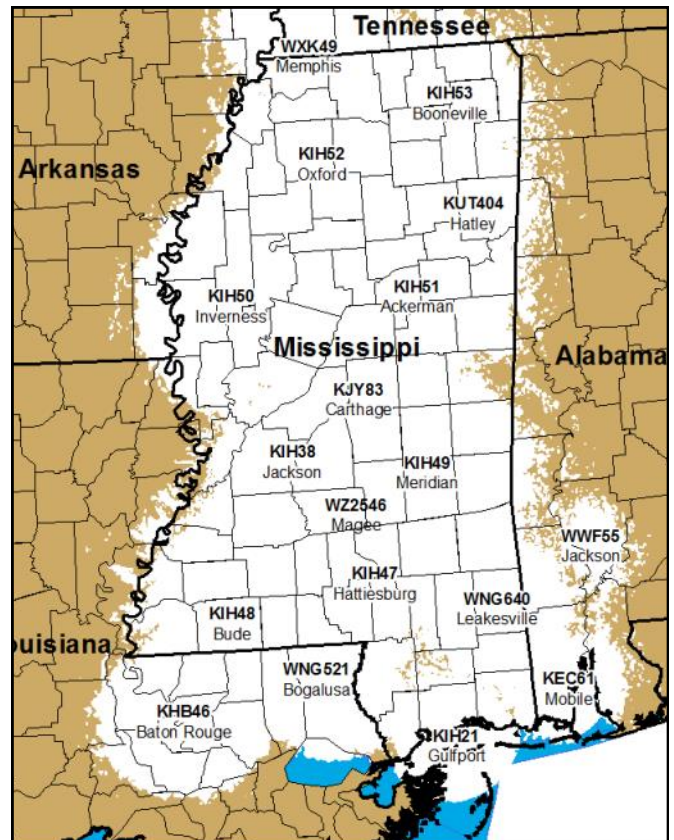 Tennessee
WXK49
Memphis
KIH53
Booneville
KIH52
Oxford
Arkansas
KUT404
Hatley
KIH50
Inverness
KIH51
Ackerman
Mississippi
Alabama
KJY83
Carthage
KIH38
Jackson
KIH49
Meridian
WZ2546
Magee
WWF55
Jackson
KIH47
Hattiesburg
WNG640
Leakesville
KIH48
Bude
ouisiana
WNG521
Bogalusa
KEC61
Mobile
KHB46
Baton Rouge
KIH21
Gulfport